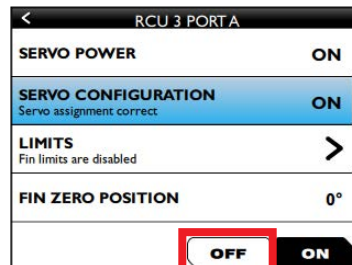 < RCU 3 PORT A
SERVO POWER ON
SERVO CONFIGURATION ON
Servo assignment correct
LIMITS >
Fin limits are disabled
FIN ZERO POSITION 0°
OFF ON